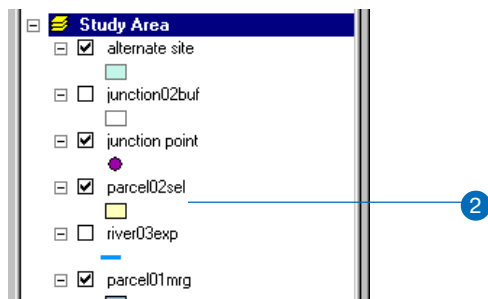 Study Area
alternate site
junction02buf
junction point
parcel02sel
2
river03exp
parcel01mrg